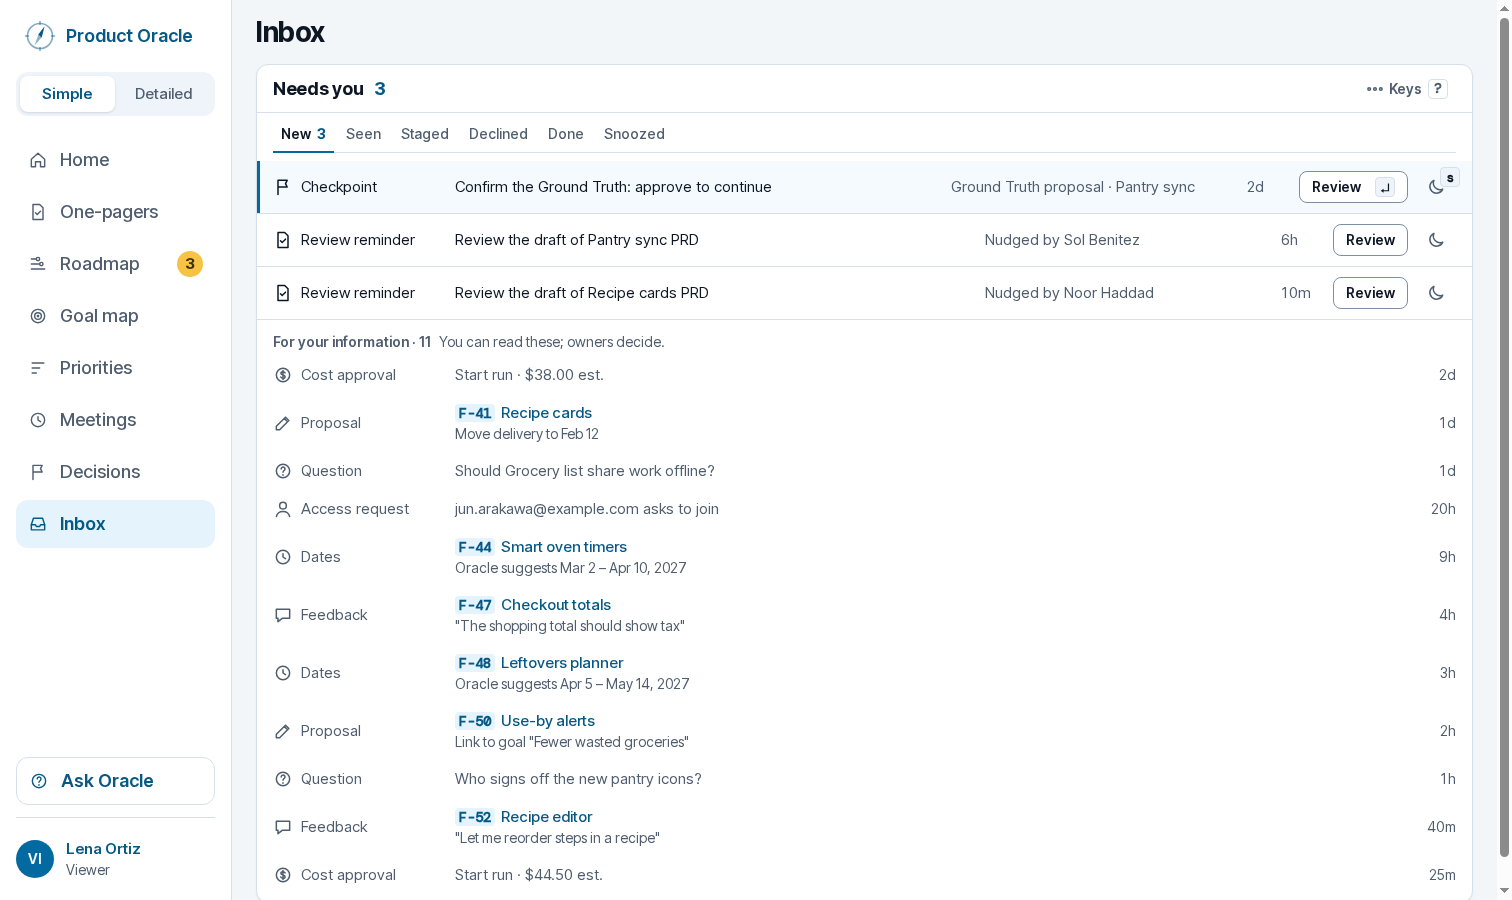 Product Oracle
Simple Detailed
Home
One-pagers
Roadmap 3
Goal map
Priorities
Meetings
Decisions
Inbox
Ask Oracle
VI Lena Ortiz
Viewer
Inbox
Needs you 3 ••• Keys ?
New 3 Seen Staged Declined Done Snoozed
Checkpoint Confirm the Ground Truth: approve to continue Ground Truth proposal · Pantry sync 2d Review ↵ s
Review reminder Review the draft of Pantry sync PRD Nudged by Sol Benitez 6h Review
Review reminder Review the draft of Recipe cards PRD Nudged by Noor Haddad 10m Review
For your information · 11 You can read these; owners decide.
Cost approval Start run · $38.00 est. 2d
Proposal F-41 Recipe cards 1d
Move delivery to Feb 12
Question Should Grocery list share work offline? 1d
Access request jun.arakawa@example.com asks to join 20h
Dates F-44 Smart oven timers 9h
Oracle suggests Mar 2 – Apr 10, 2027
Feedback F-47 Checkout totals 4h
"The shopping total should show tax"
Dates F-48 Leftovers planner 3h
Oracle suggests Apr 5 – May 14, 2027
Proposal F-50 Use-by alerts 2h
Link to goal "Fewer wasted groceries"
Question Who signs off the new pantry icons? 1h
Feedback F-52 Recipe editor 40m
"Let me reorder steps in a recipe"
Cost approval Start run · $44.50 est. 25m